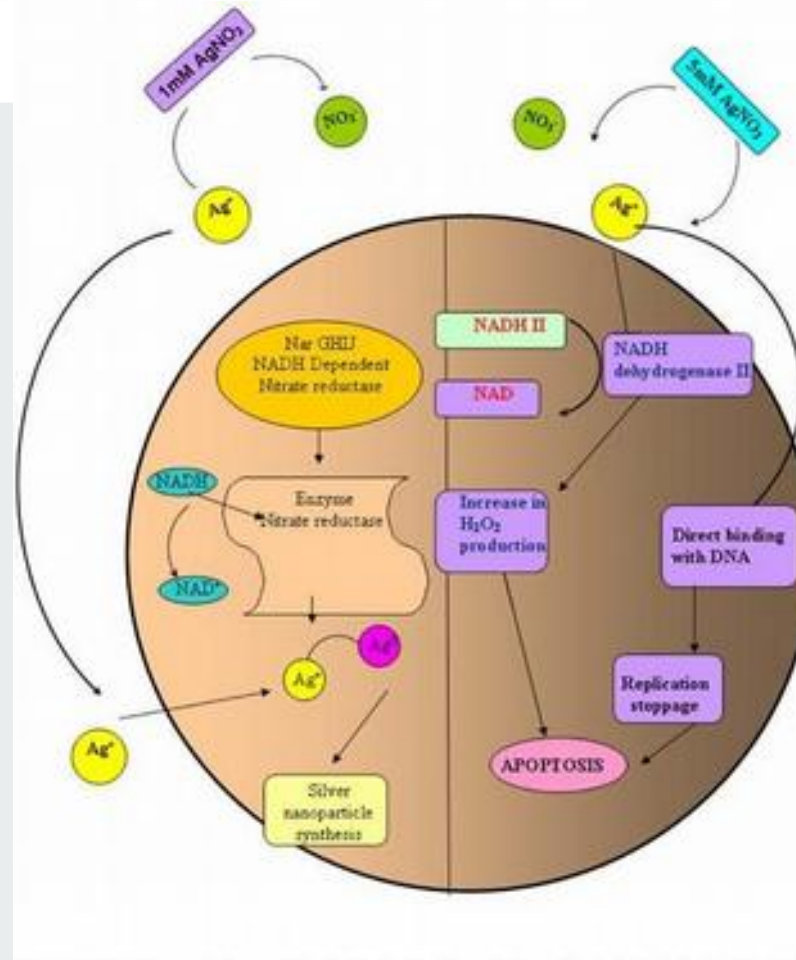 1mM AgNO₃
NO₃⁻
Ag⁺
5mM AgNO₃
NO₃⁻
Ag⁺
Nar GHIJ
NADH Dependent
Nitrate reductase
NADH
Enzyme
Nitrate reductase
NAD⁺
Ag⁺
Ag⁺
Silver
nanoparticle
synthesis
NADH II
NAD
NADH
dehydrogenase II
Increase in
H₂O₂
production
Direct binding
with DNA
Replication
stoppage
APOPTOSIS